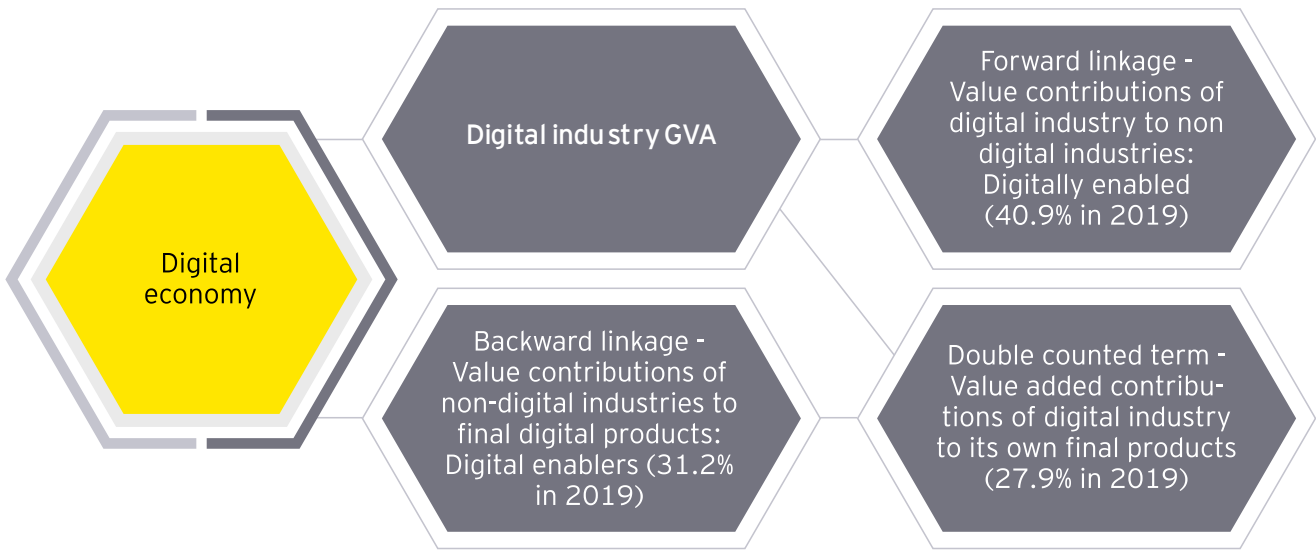 Digital
economy
Digital industry GVA
Forward linkage -
Value contributions of
digital industry to non
digital industries:
Digitally enabled
(40.9% in 2019)
Backward linkage -
Value contributions of
non-digital industries to
final digital products:
Digital enablers (31.2%
in 2019)
Double counted term -
Value added contribu-
tions of digital industry
to its own final products
(27.9% in 2019)